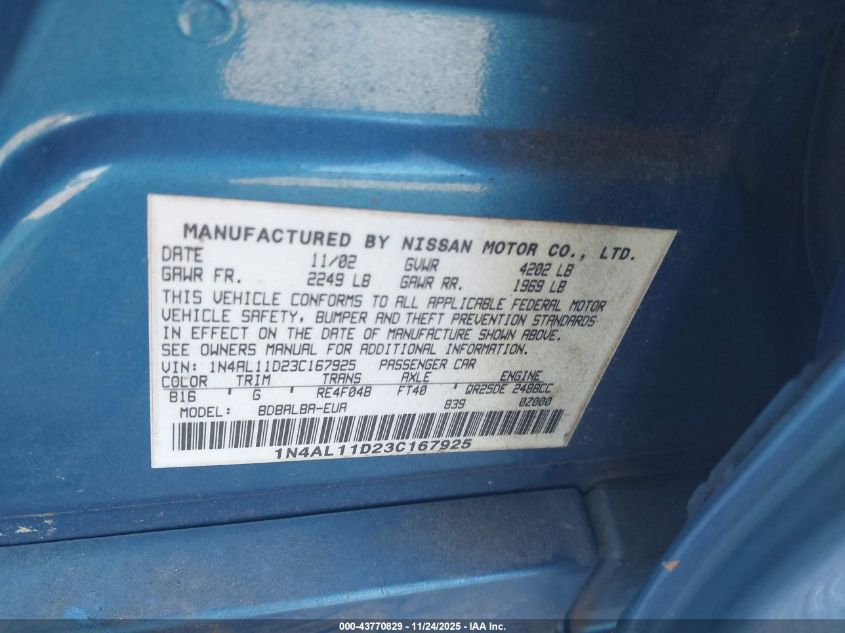 MANUFACTURED BY NISSAN MOTOR CO., LTD.
DATE 11/02 GVWR 4202 LB
GAWR FR. 2249 LB GAWR RR. 1969 LB
THIS VEHICLE CONFORMS TO ALL APPLICABLE FEDERAL MOTOR
VEHICLE SAFETY, BUMPER AND THEFT PREVENTION STANDARDS
IN EFFECT ON THE DATE OF MANUFACTURE SHOWN ABOVE.
SEE OWNERS MANUAL FOR ADDITIONAL INFORMATION.
VIN: 1N4AL11D23C167925 PASSENGER CAR
COLOR TRIM TRANS AXLE ENGINE
B16 G RE4F04B FT40 QR25DE 2488CC
MODEL: BDBALBA-EUA 839 02000
1N4AL11D23C167925
000-43770829 - 11/24/2025 - IAA Inc.